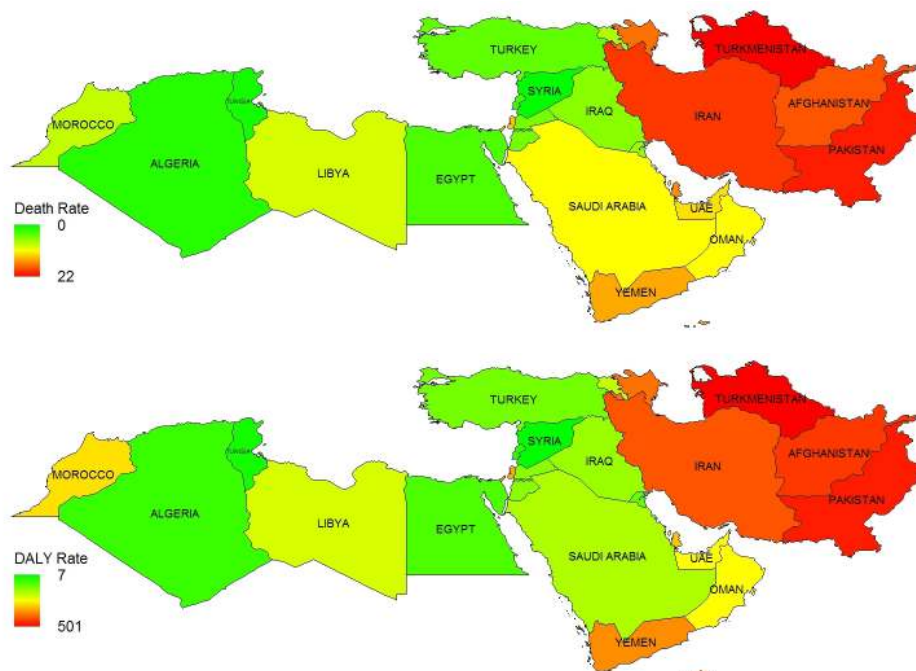 TURKEY
TURKMENISTAN
SYRIA
AFGHANISTAN
TUNISIA
MOROCCO
IRAQ
IRAN
ALGERIA
LIBYA
EGYPT
PAKISTAN
SAUDI ARABIA
UAE
OMAN
YEMEN
Death Rate
0
22
TURKEY
TURKMENISTAN
SYRIA
AFGHANISTAN
TUNISIA
MOROCCO
IRAQ
IRAN
ALGERIA
LIBYA
EGYPT
PAKISTAN
SAUDI ARABIA
UAE
OMAN
YEMEN
DALY Rate
7
501